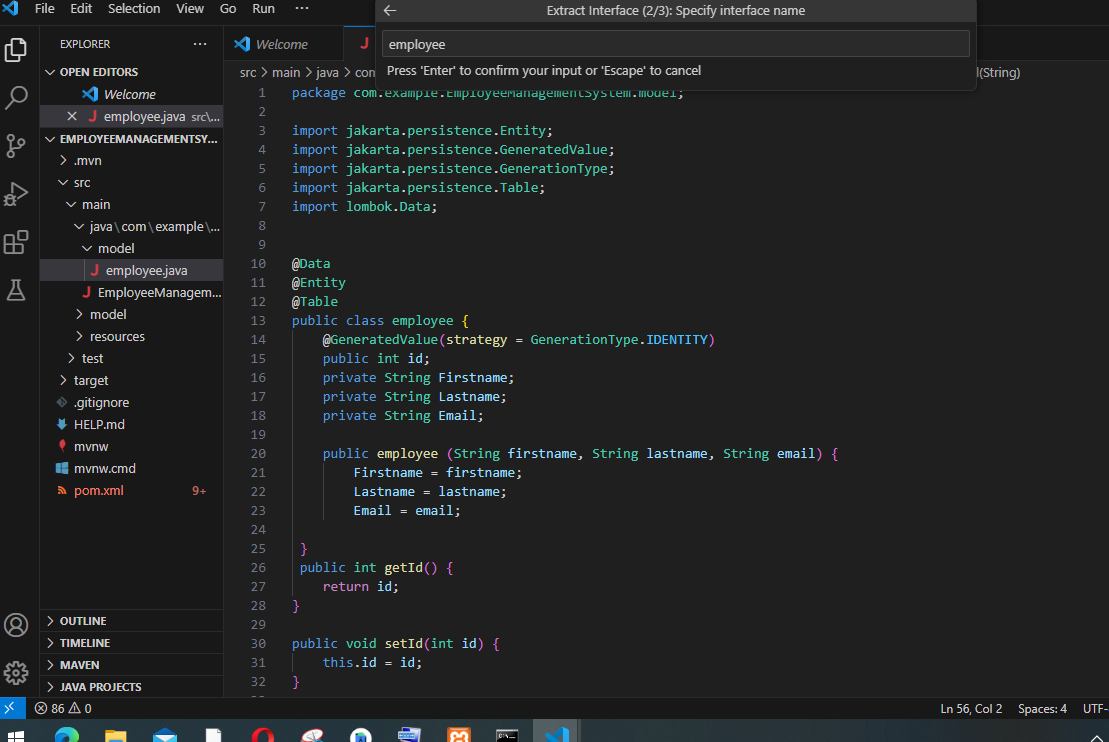 File Edit Selection View Go Run ···
Extract Interface (2/3): Specify interface name
employee
Press 'Enter' to confirm your input or 'Escape' to cancel
EXPLORER ···
OPEN EDITORS
Welcome
employee.java src\...
EMPLOYEEMANAGEMENTSY...
.mvn
src
main
java\com\example\...
model
employee.java
EmployeeManagem...
model
resources
test
target
.gitignore
HELP.md
mvnw
mvnw.cmd
pom.xml 9+
OUTLINE
TIMELINE
MAVEN
JAVA PROJECTS
Welcome
src > main > java > com
(String)
1 package com.example.EmployeeManagementSystem.model;
2
3 import jakarta.persistence.Entity;
4 import jakarta.persistence.GeneratedValue;
5 import jakarta.persistence.GenerationType;
6 import jakarta.persistence.Table;
7 import lombok.Data;
8
9
10 @Data
11 @Entity
12 @Table
13 public class employee {
14 @GeneratedValue(strategy = GenerationType.IDENTITY)
15 public int id;
16 private String Firstname;
17 private String Lastname;
18 private String Email;
19
20 public employee (String firstname, String lastname, String email) {
21 Firstname = firstname;
22 Lastname = lastname;
23 Email = email;
24
25 }
26 public int getId() {
27 return id;
28 }
29
30 public void setId(int id) {
31 this.id = id;
32 }
86 0
Ln 56, Col 2 Spaces: 4 UTF-